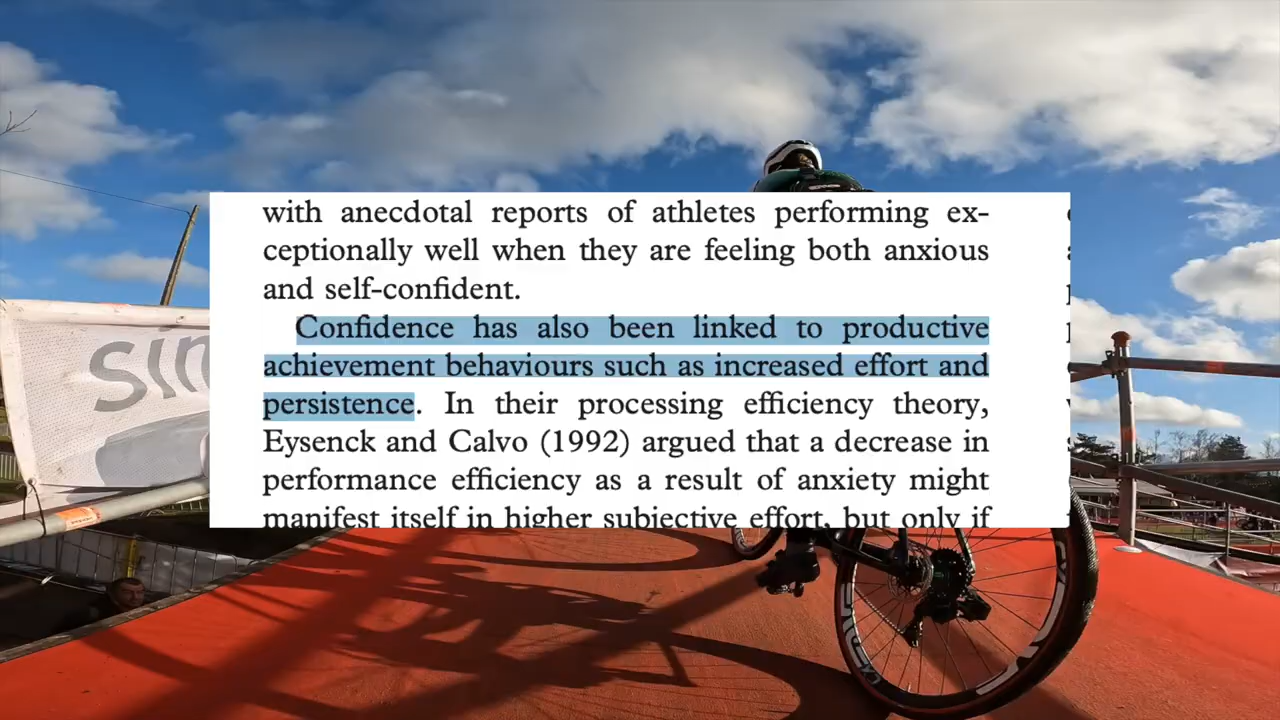 with anecdotal reports of athletes performing ex-
ceptionally well when they are feeling both anxious
and self-confident.
Confidence has also been linked to productive
achievement behaviours such as increased effort and
persistence. In their processing efficiency theory,
Eysenck and Calvo (1992) argued that a decrease in
performance efficiency as a result of anxiety might
manifest itself in higher subjective effort, but only if